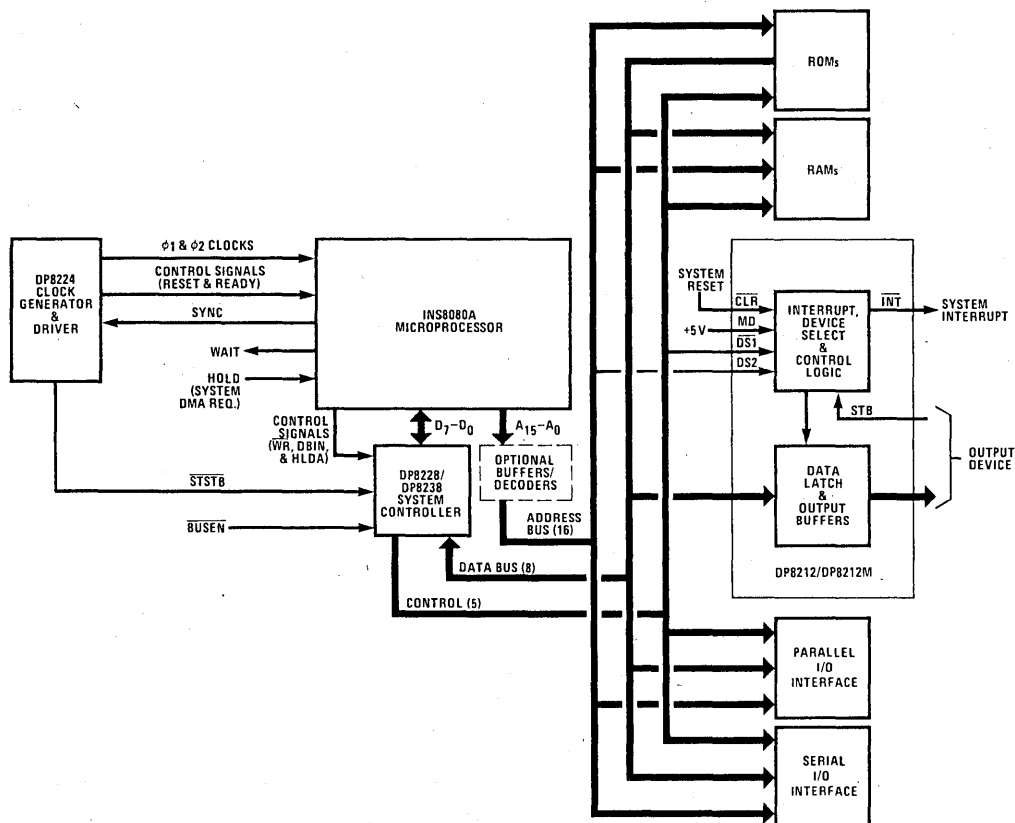 ROMs
RAMs
DP8224
CLOCK
GENERATOR
&
DRIVER
ϕ1 & ϕ2 CLOCKS
CONTROL SIGNALS
(RESET & READY)
SYNC
WAIT
HOLD
(SYSTEM
DMA REQ.)
INS8080A
MICROPROCESSOR
CONTROL
SIGNALS
(WR, DBIN,
& HLDA)
D7–D0
A15–A0
DP8228/
DP8238
SYSTEM
CONTROLLER
OPTIONAL
BUFFERS/
DECODERS
STSTB
BUSEN
ADDRESS
BUS (16)
DATA BUS (8)
CONTROL (5)
SYSTEM
RESET
CLR
+5V
MD
DS1
DS2
INTERRUPT,
DEVICE
SELECT
&
CONTROL
LOGIC
INT
SYSTEM
INTERRUPT
STB
OUTPUT
DEVICE
DATA
LATCH
&
OUTPUT
BUFFERS
DP8212/DP8212M
PARALLEL
I/O
INTERFACE
SERIAL
I/O
INTERFACE